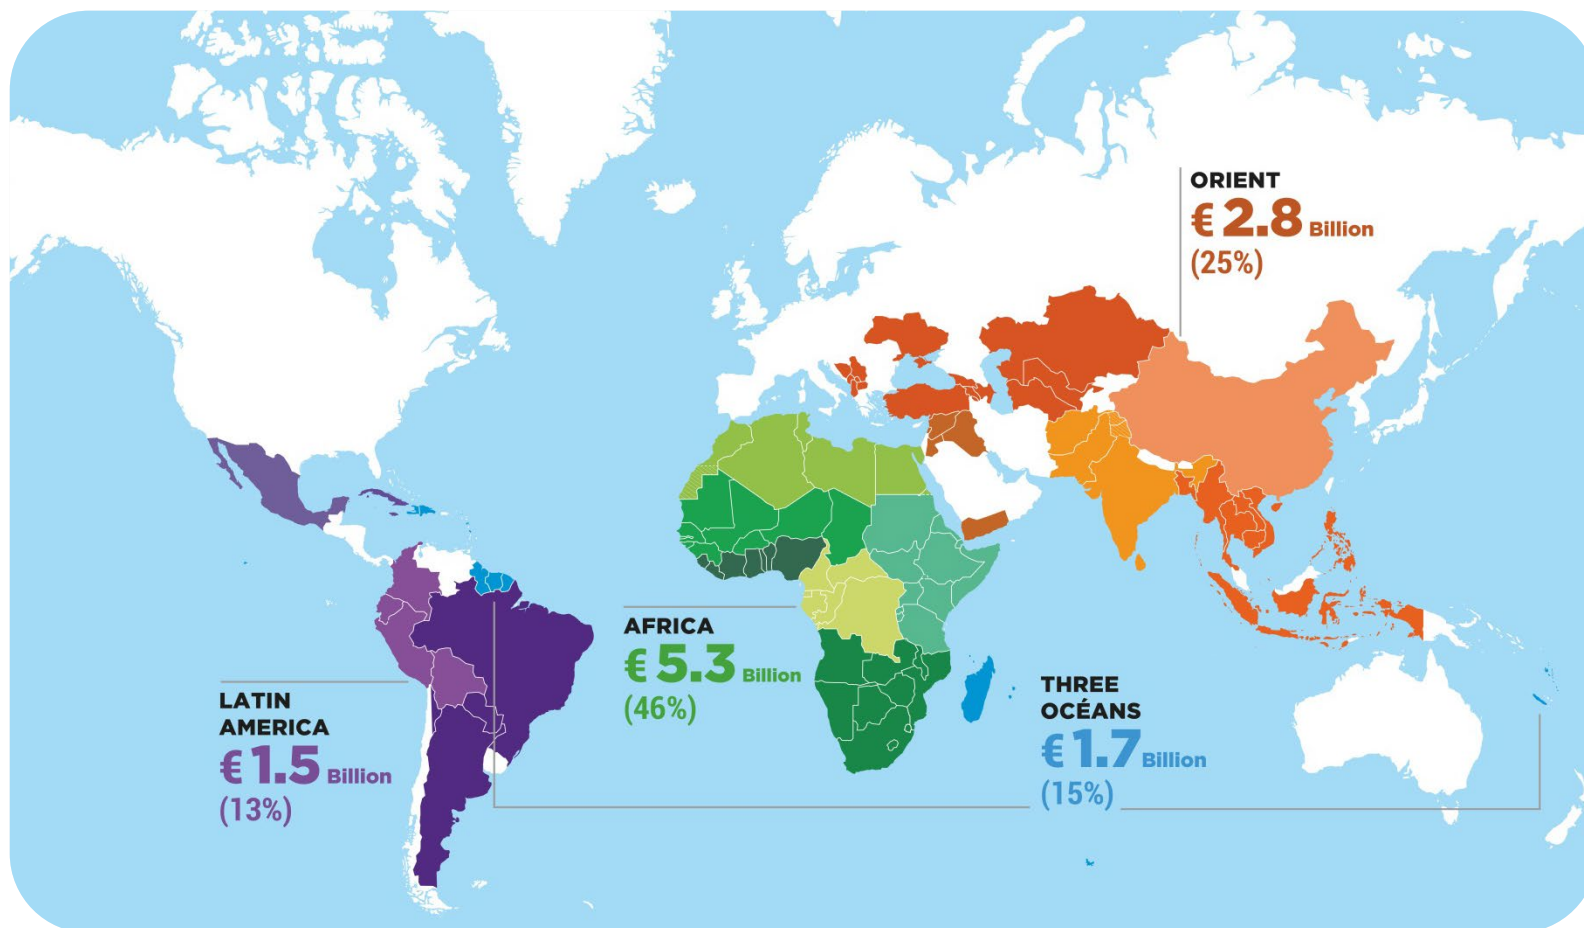 ORIENT
€ 2.8 Billion
(25%)
AFRICA
€ 5.3 Billion
(46%)
LATIN
AMERICA
€ 1.5 Billion
(13%)
THREE
OCÉANS
€ 1.7 Billion
(15%)